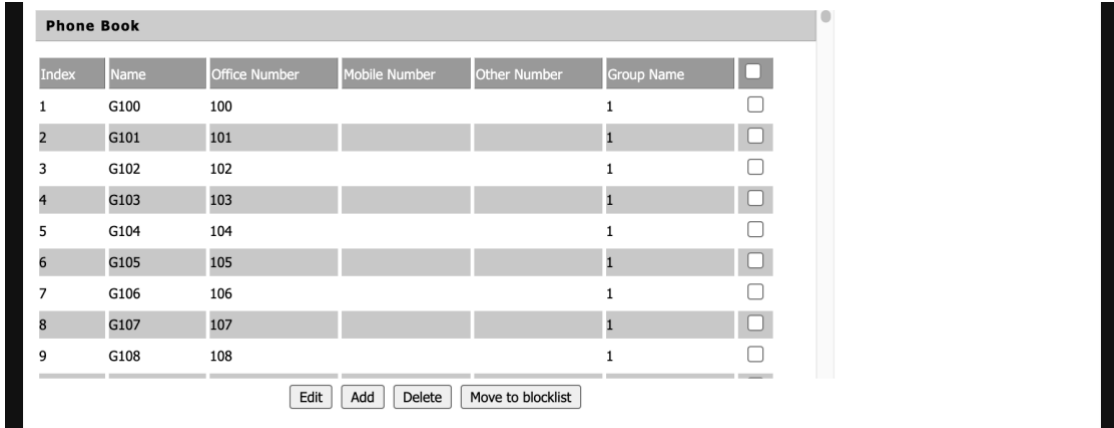 Phone Book
Index Name Office Number Mobile Number Other Number Group Name
1 G100 100 1
2 G101 101 1
3 G102 102 1
4 G103 103 1
5 G104 104 1
6 G105 105 1
7 G106 106 1
8 G107 107 1
9 G108 108 1
Edit Add Delete Move to blocklist